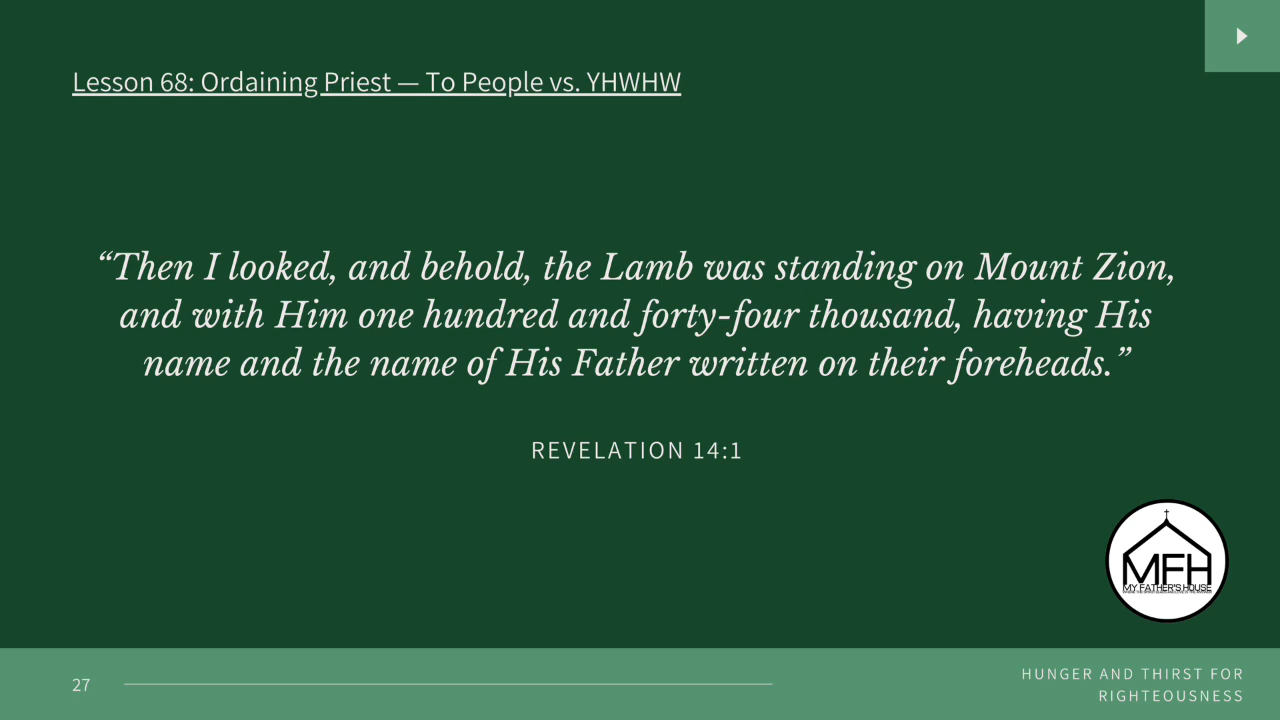 Lesson 68: Ordaining Priest — To People vs. YHWHW
“Then I looked, and behold, the Lamb was standing on Mount Zion,
and with Him one hundred and forty-four thousand, having His
name and the name of His Father written on their foreheads.”
REVELATION 14:1
MFH
MY FATHER'S HOUSE
27
HUNGER AND THIRST FOR
RIGHTEOUSNESS